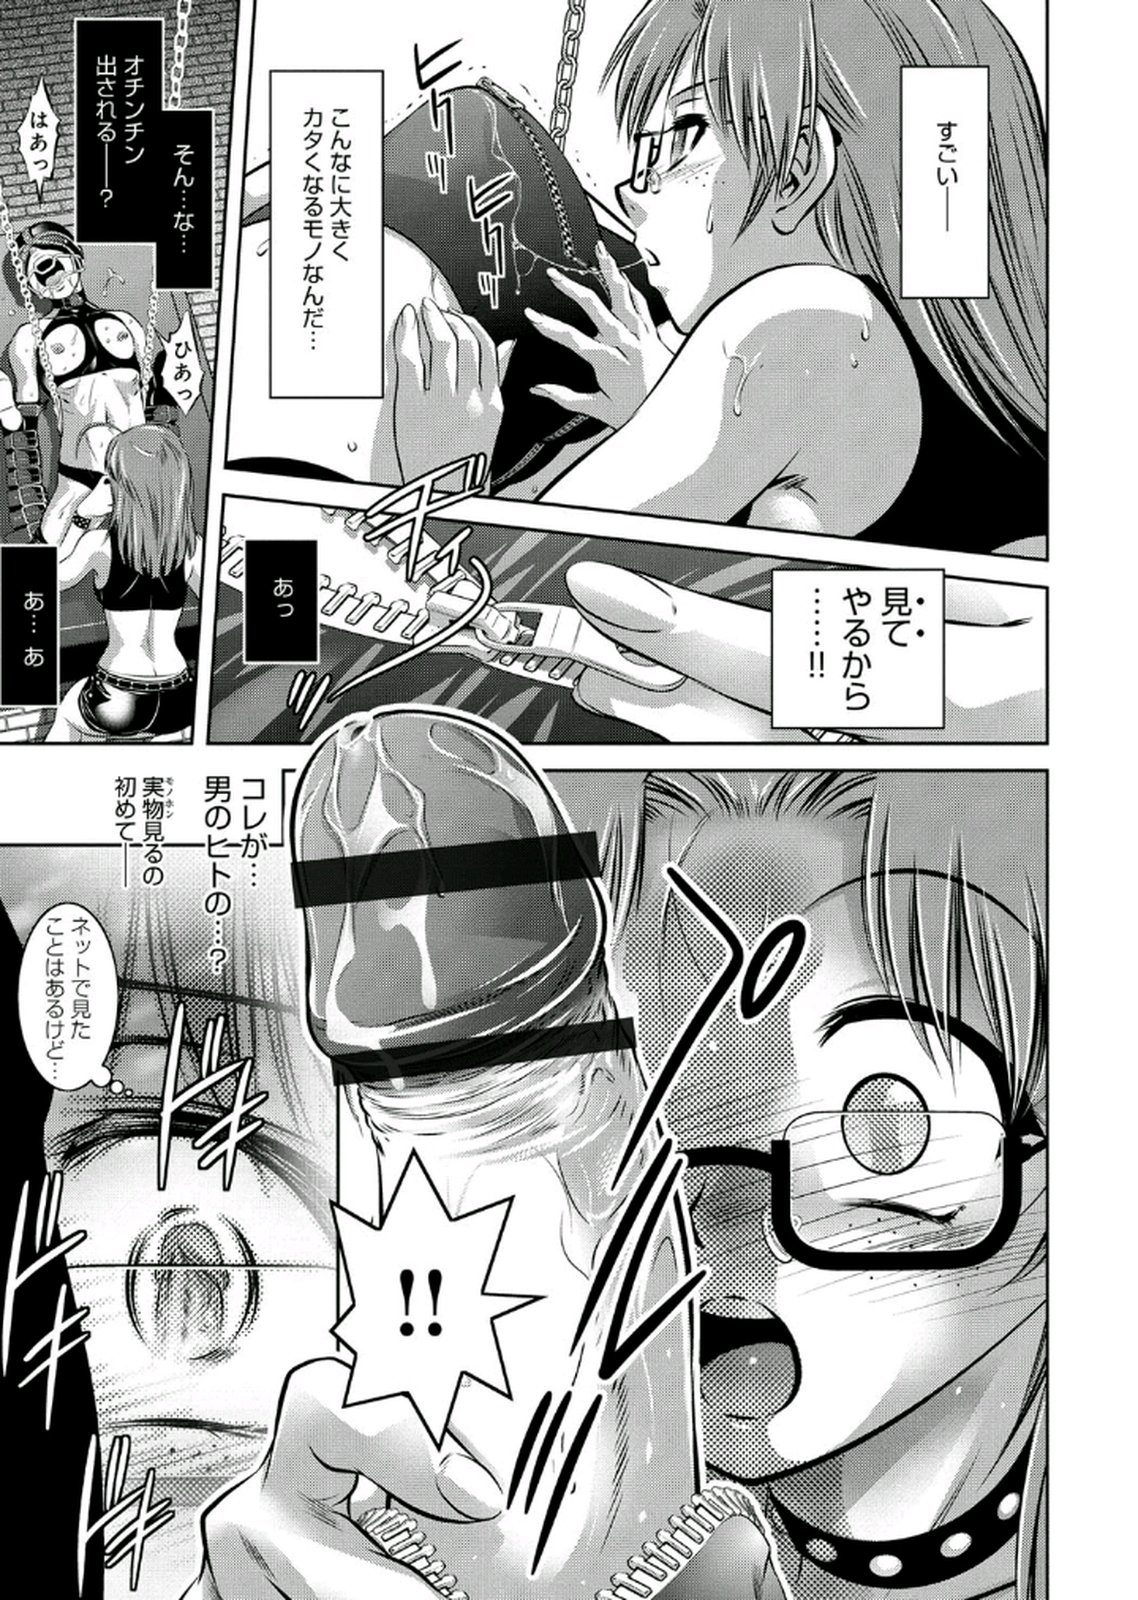 すごい――
こんなに大きく
カタくなるモノなんだ…
ビクッ
ビクッ
見て
やるから
……!!
ギギギィ
あっ
そん…な…
オチンチン
出される――?
はあっ
ひあっ
あ…あ
コレが…
男のヒトの…?
実物見るの
モノホン
初めて――
ネットで見た
ことはあるけど…
!!